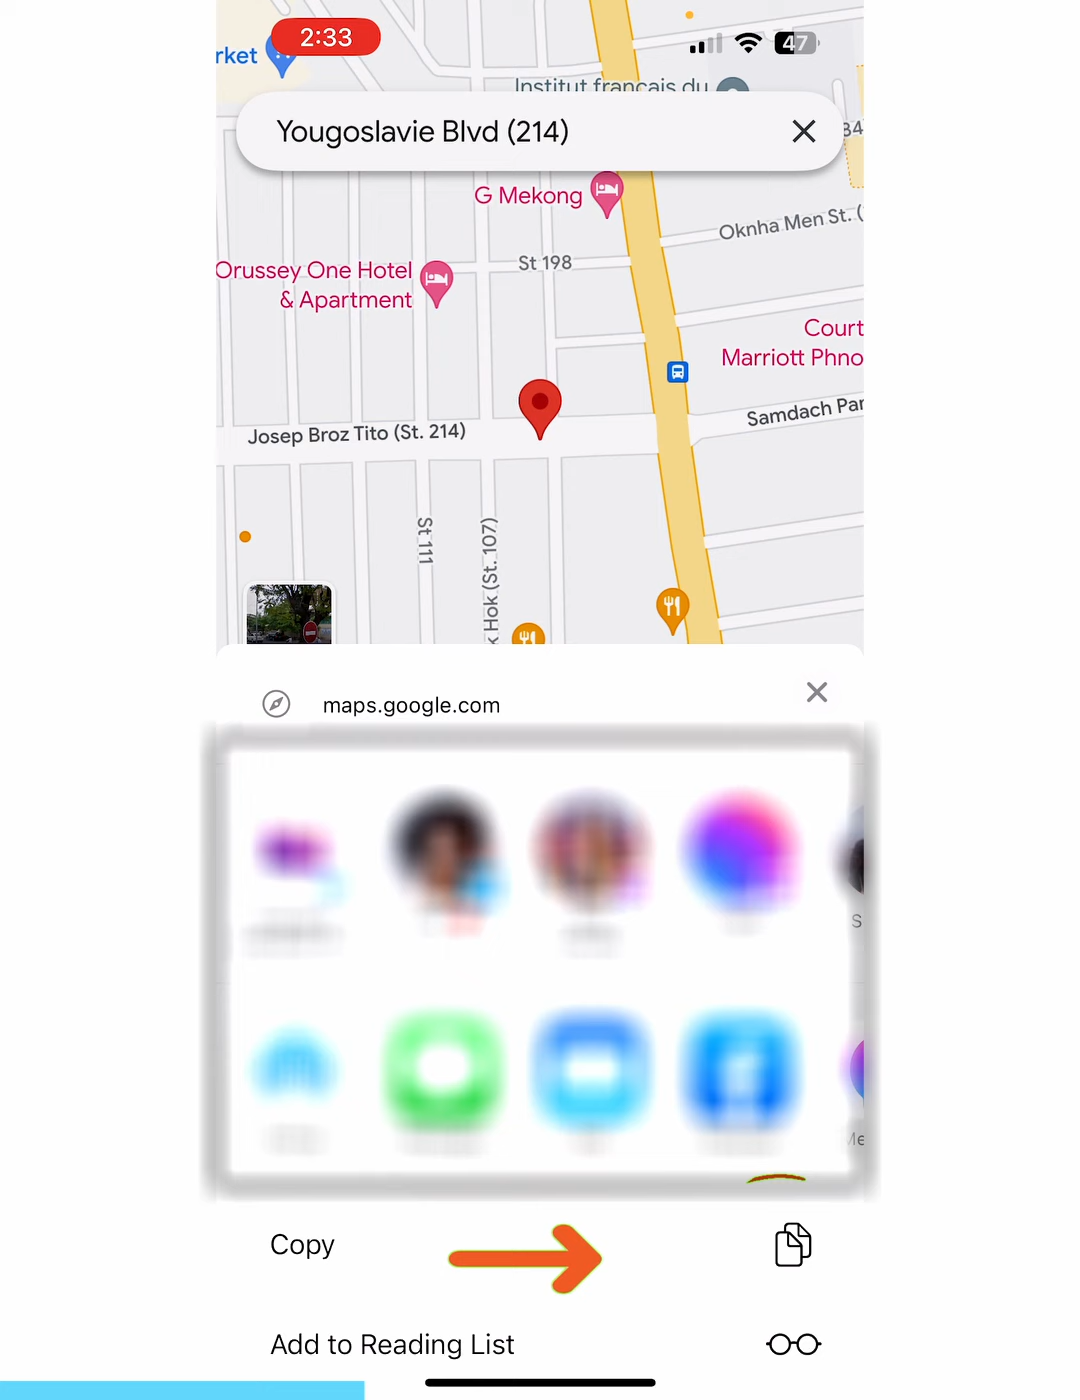 rket
2:33
47
Institut français du
Yougoslavie Blvd (214)
84
G Mekong
Oknha Men St. (
St 198
Orussey One Hotel
& Apartment
Court
Marriott Phno
Samdach Par
Josep Broz Tito (St. 214)
St 111
k Hok (St. 107)
maps.google.com
S
Me
Copy
Add to Reading List